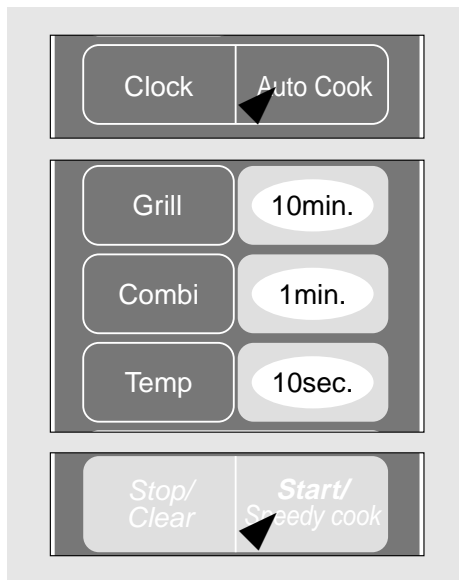 Clock Auto Cook
Grill 10min.
Combi 1min.
Temp 10sec.
Stop/ Start/
Clear Speedy cook